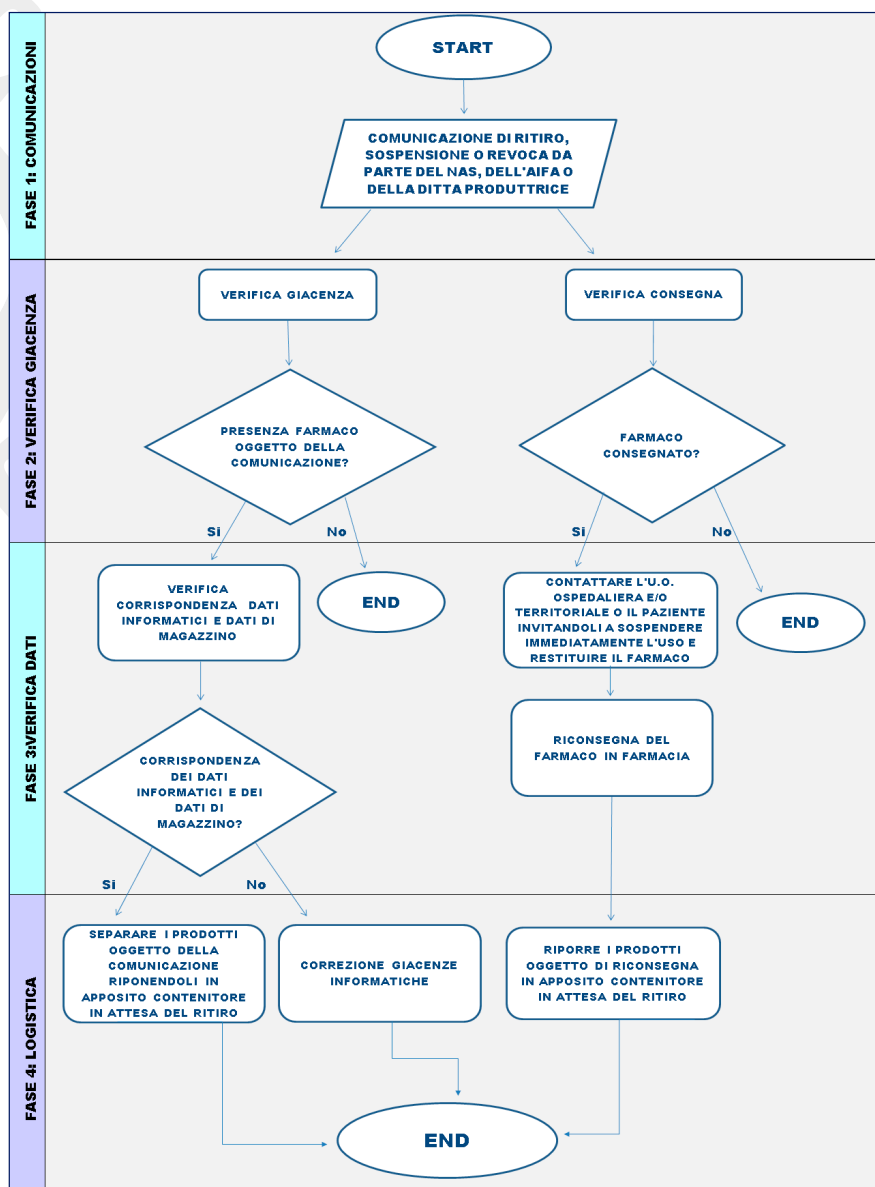 FASE 1: COMUNICAZIONI
START
COMUNICAZIONE DI RITIRO,
SOSPENSIONE O REVOCA DA
PARTE DEL NAS, DELL'AIFA O
DELLA DITTA PRODUTTRICE
FASE 2: VERIFICA GIACENZA
VERIFICA GIACENZA
VERIFICA CONSEGNA
PRESENZA FARMACO
OGGETTO DELLA
COMUNICAZIONE?
FARMACO
CONSEGNATO?
Si
No
Si
No
FASE 3:VERIFICA DATI
VERIFICA
CORRISPONDENZA DATI
INFORMATICI E DATI DI
MAGAZZINO
END
CONTATTARE L'U.O.
OSPEDALIERA E/O
TERRITORIALE O IL PAZIENTE
INVITANDOLI A SOSPENDERE
IMMEDIATAMENTE L'USO E
RESTITUIRE IL FARMACO
END
CORRISPONDENZA
DEI DATI
INFORMATICI E DEI
DATI DI
MAGAZZINO?
RICONSEGNA DEL
FARMACO IN FARMACIA
Si
No
FASE 4: LOGISTICA
SEPARARE I PRODOTTI
OGGETTO DELLA
COMUNICAZIONE
RIPONENDOLI IN
APPOSITO CONTENITORE
IN ATTESA DEL RITIRO
CORREZIONE GIACENZE
INFORMATICHE
RIPORRE I PRODOTTI
OGGETTO DI RICONSEGNA
IN APPOSITO CONTENITORE
IN ATTESA DEL RITIRO
END